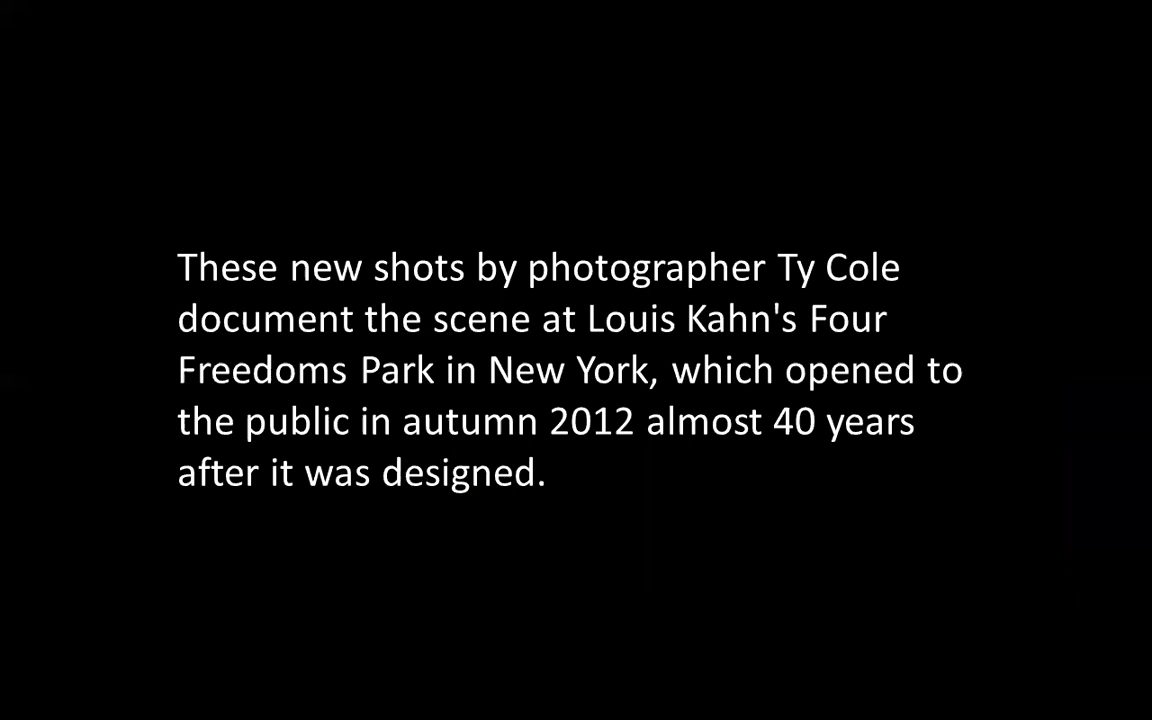 These new shots by photographer Ty Cole
document the scene at Louis Kahn's Four
Freedoms Park in New York, which opened to
the public in autumn 2012 almost 40 years
after it was designed.